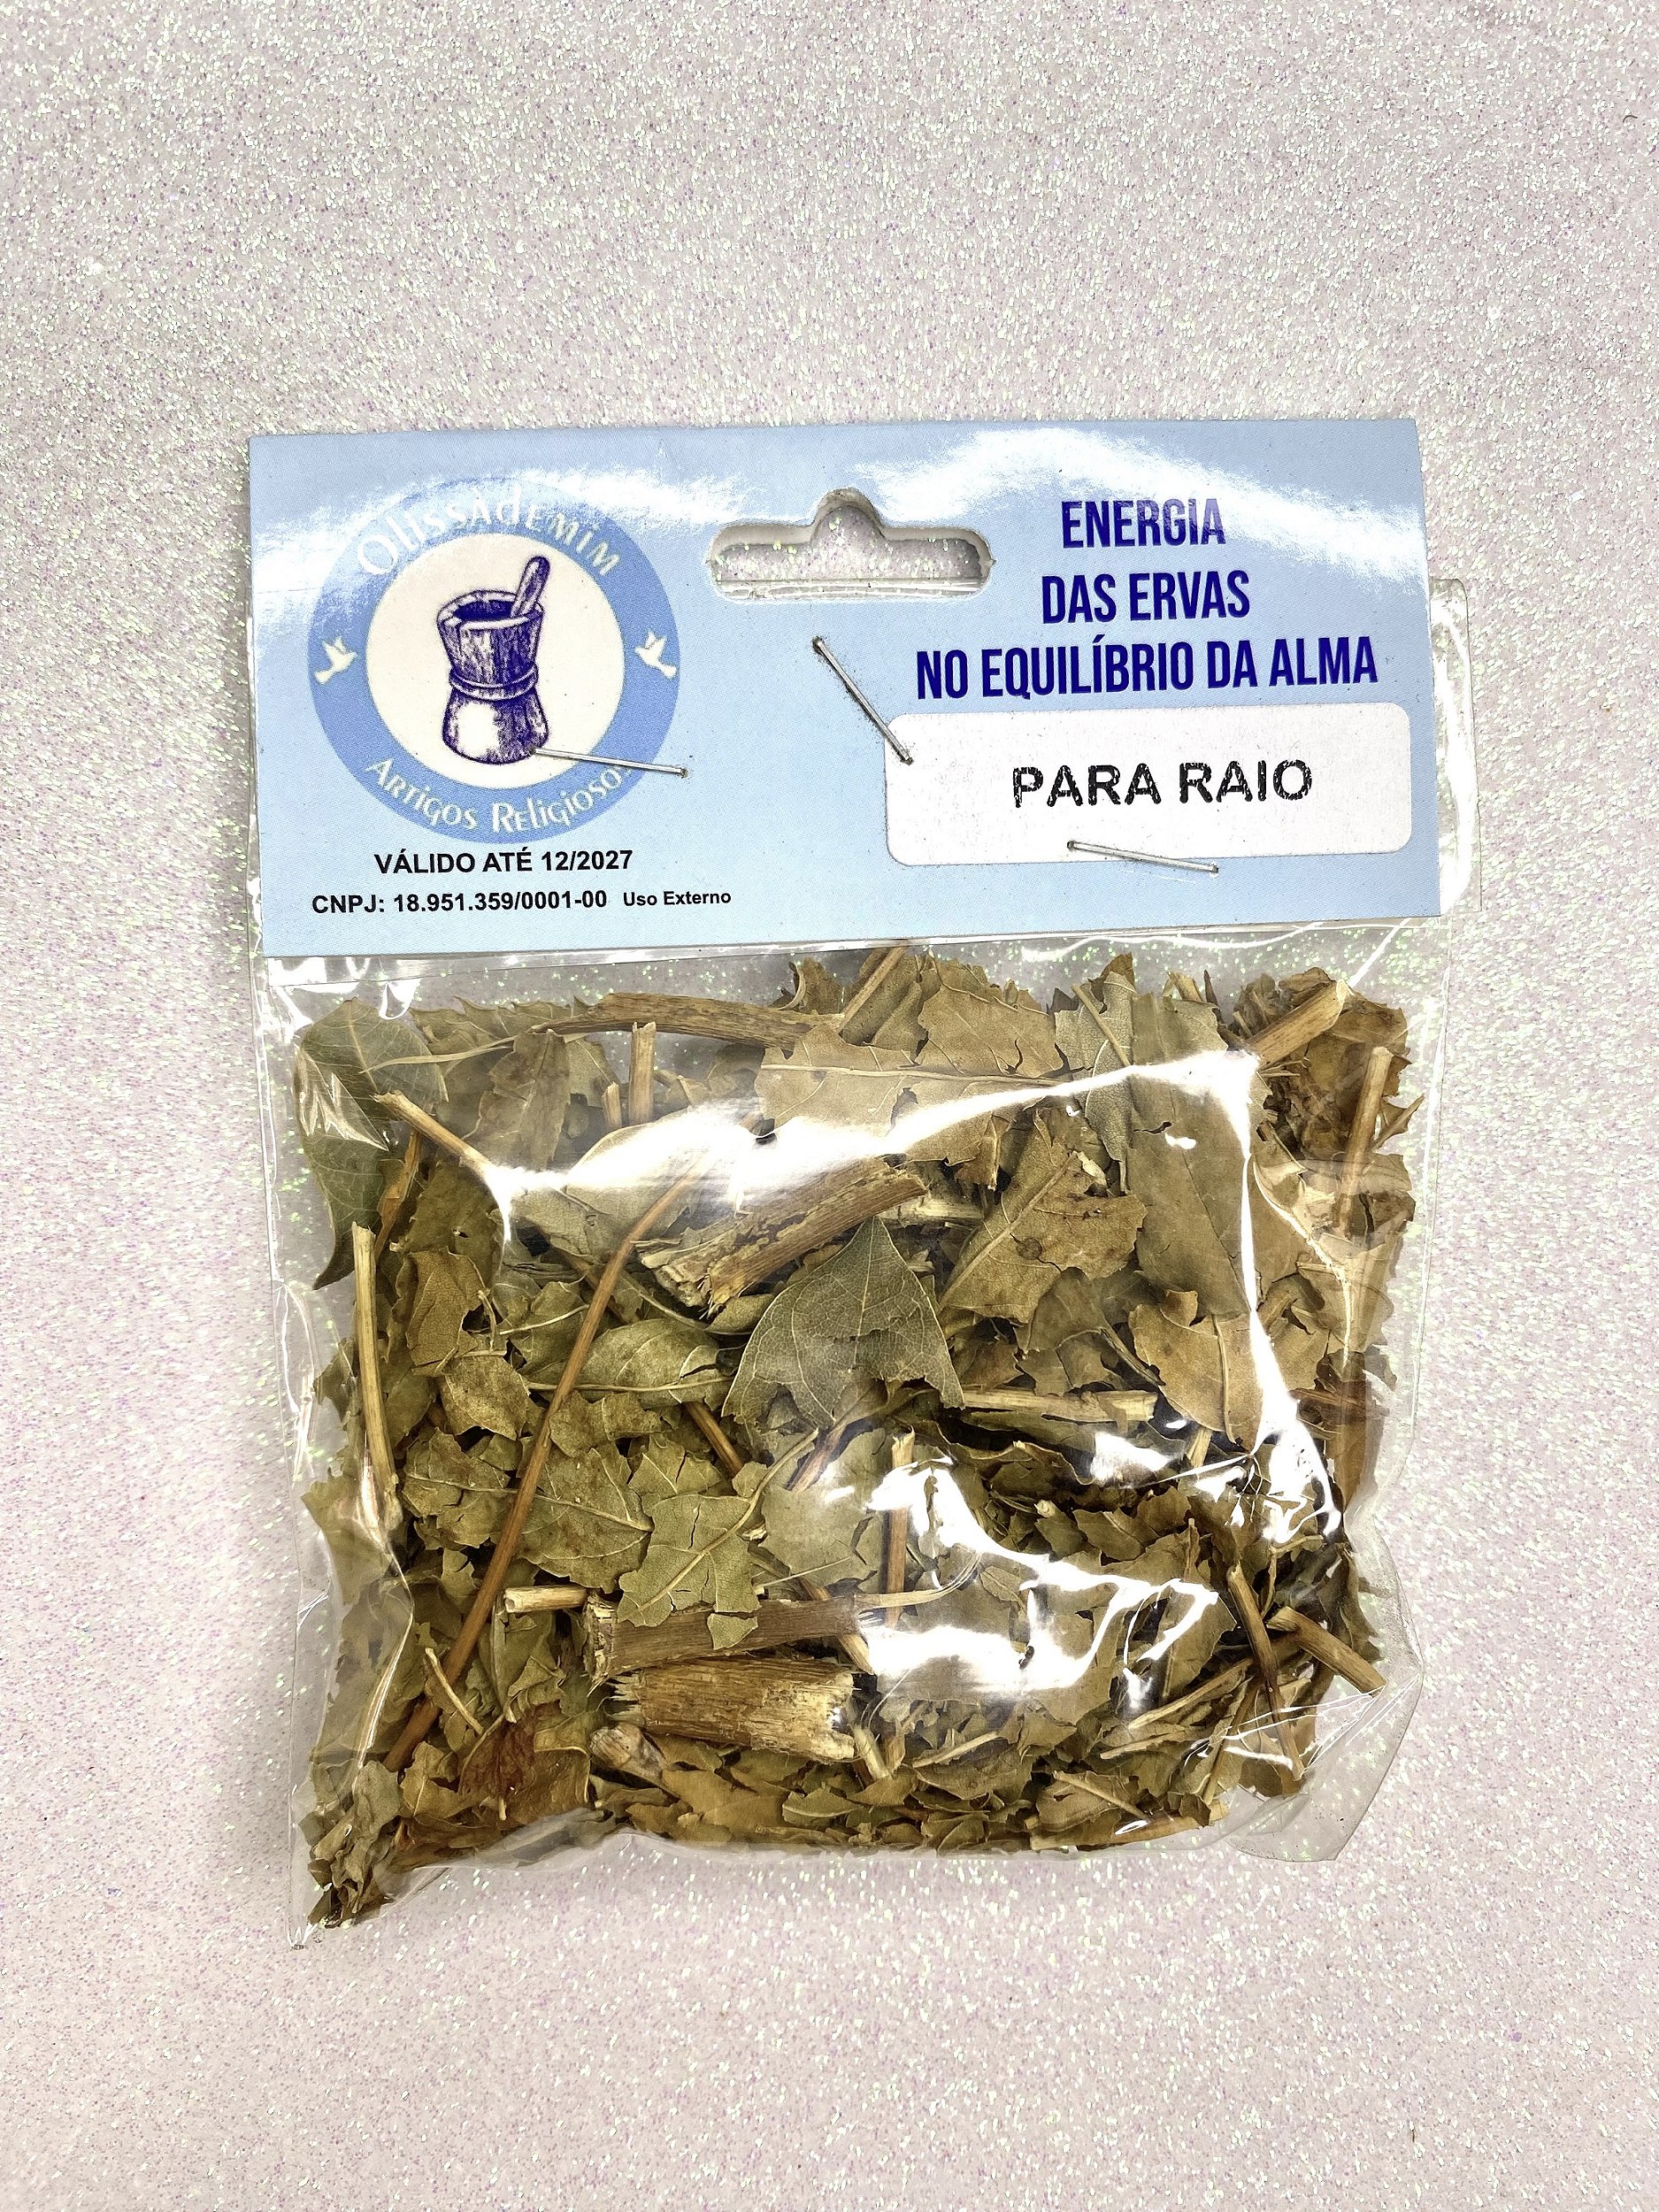 OlissAdemim
Artigos Religiosos
VÁLIDO ATÉ 12/2027
CNPJ: 18.951.359/0001-00 Uso Externo
ENERGIA
DAS ERVAS
NO EQUILÍBRIO DA ALMA
PARA RAIO